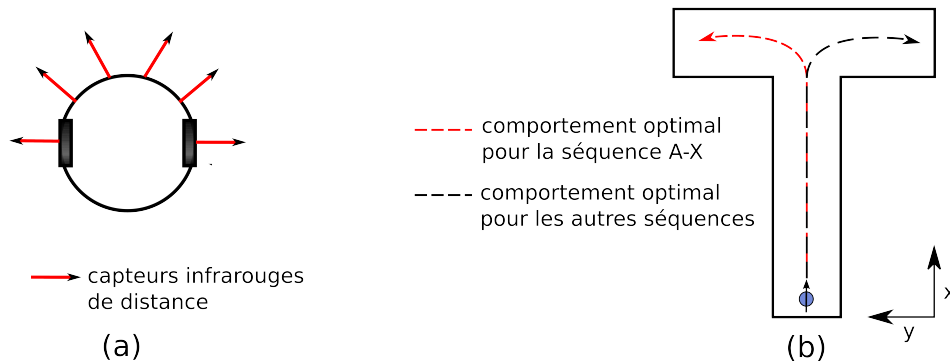 comportement optimal
pour la séquence A-X
comportement optimal
pour les autres séquences
capteurs infrarouges
de distance
x
y
(a)
(b)